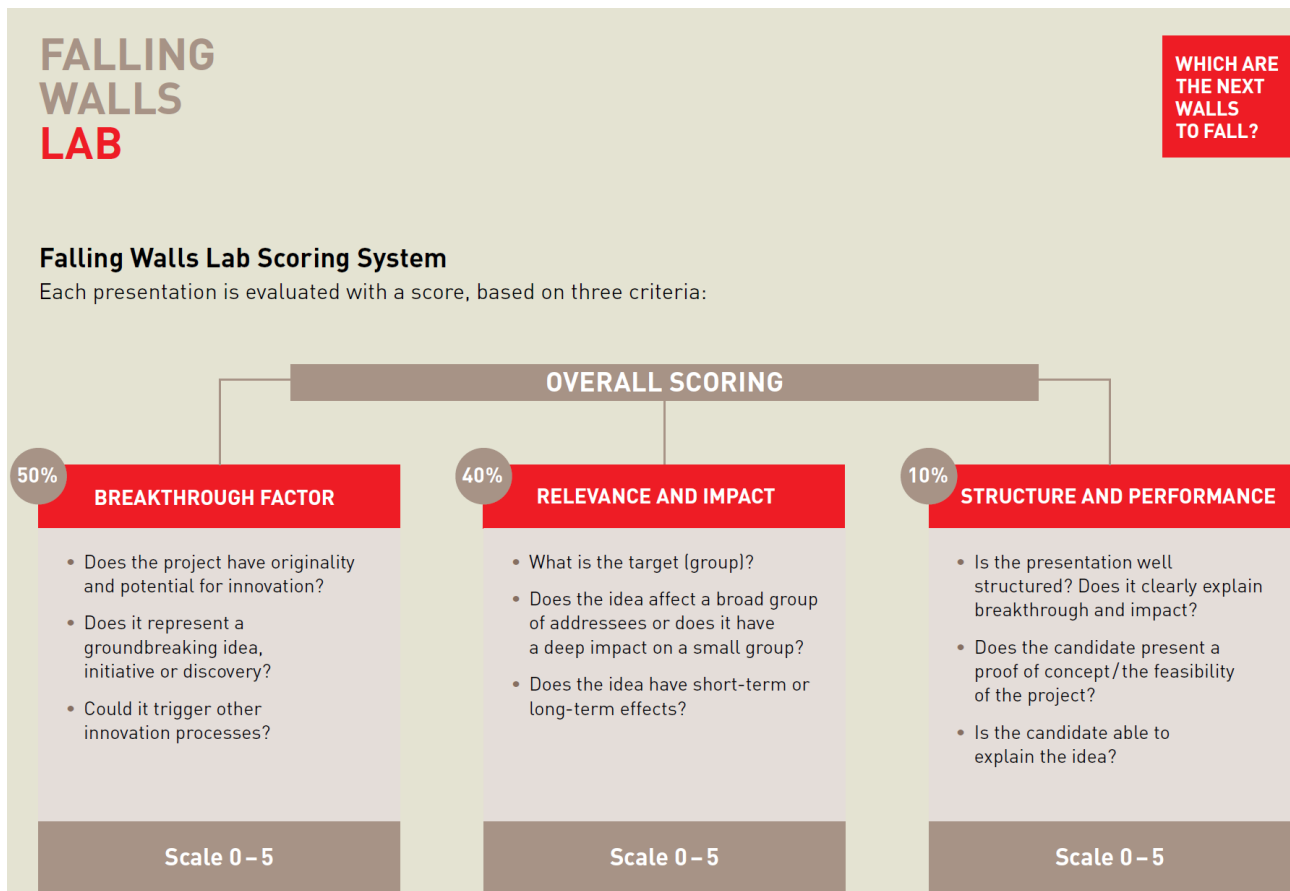 FALLING
WALLS
LAB
WHICH ARE
THE NEXT
WALLS
TO FALL?
Falling Walls Lab Scoring System
Each presentation is evaluated with a score, based on three criteria:
OVERALL SCORING
50%
BREAKTHROUGH FACTOR
• Does the project have originality
and potential for innovation?
• Does it represent a
groundbreaking idea,
initiative or discovery?
• Could it trigger other
innovation processes?
Scale 0 – 5
40%
RELEVANCE AND IMPACT
• What is the target (group)?
• Does the idea affect a broad group
of addressees or does it have
a deep impact on a small group?
• Does the idea have short-term or
long-term effects?
Scale 0 – 5
10%
STRUCTURE AND PERFORMANCE
• Is the presentation well
structured? Does it clearly explain
breakthrough and impact?
• Does the candidate present a
proof of concept / the feasibility
of the project?
• Is the candidate able to
explain the idea?
Scale 0 – 5